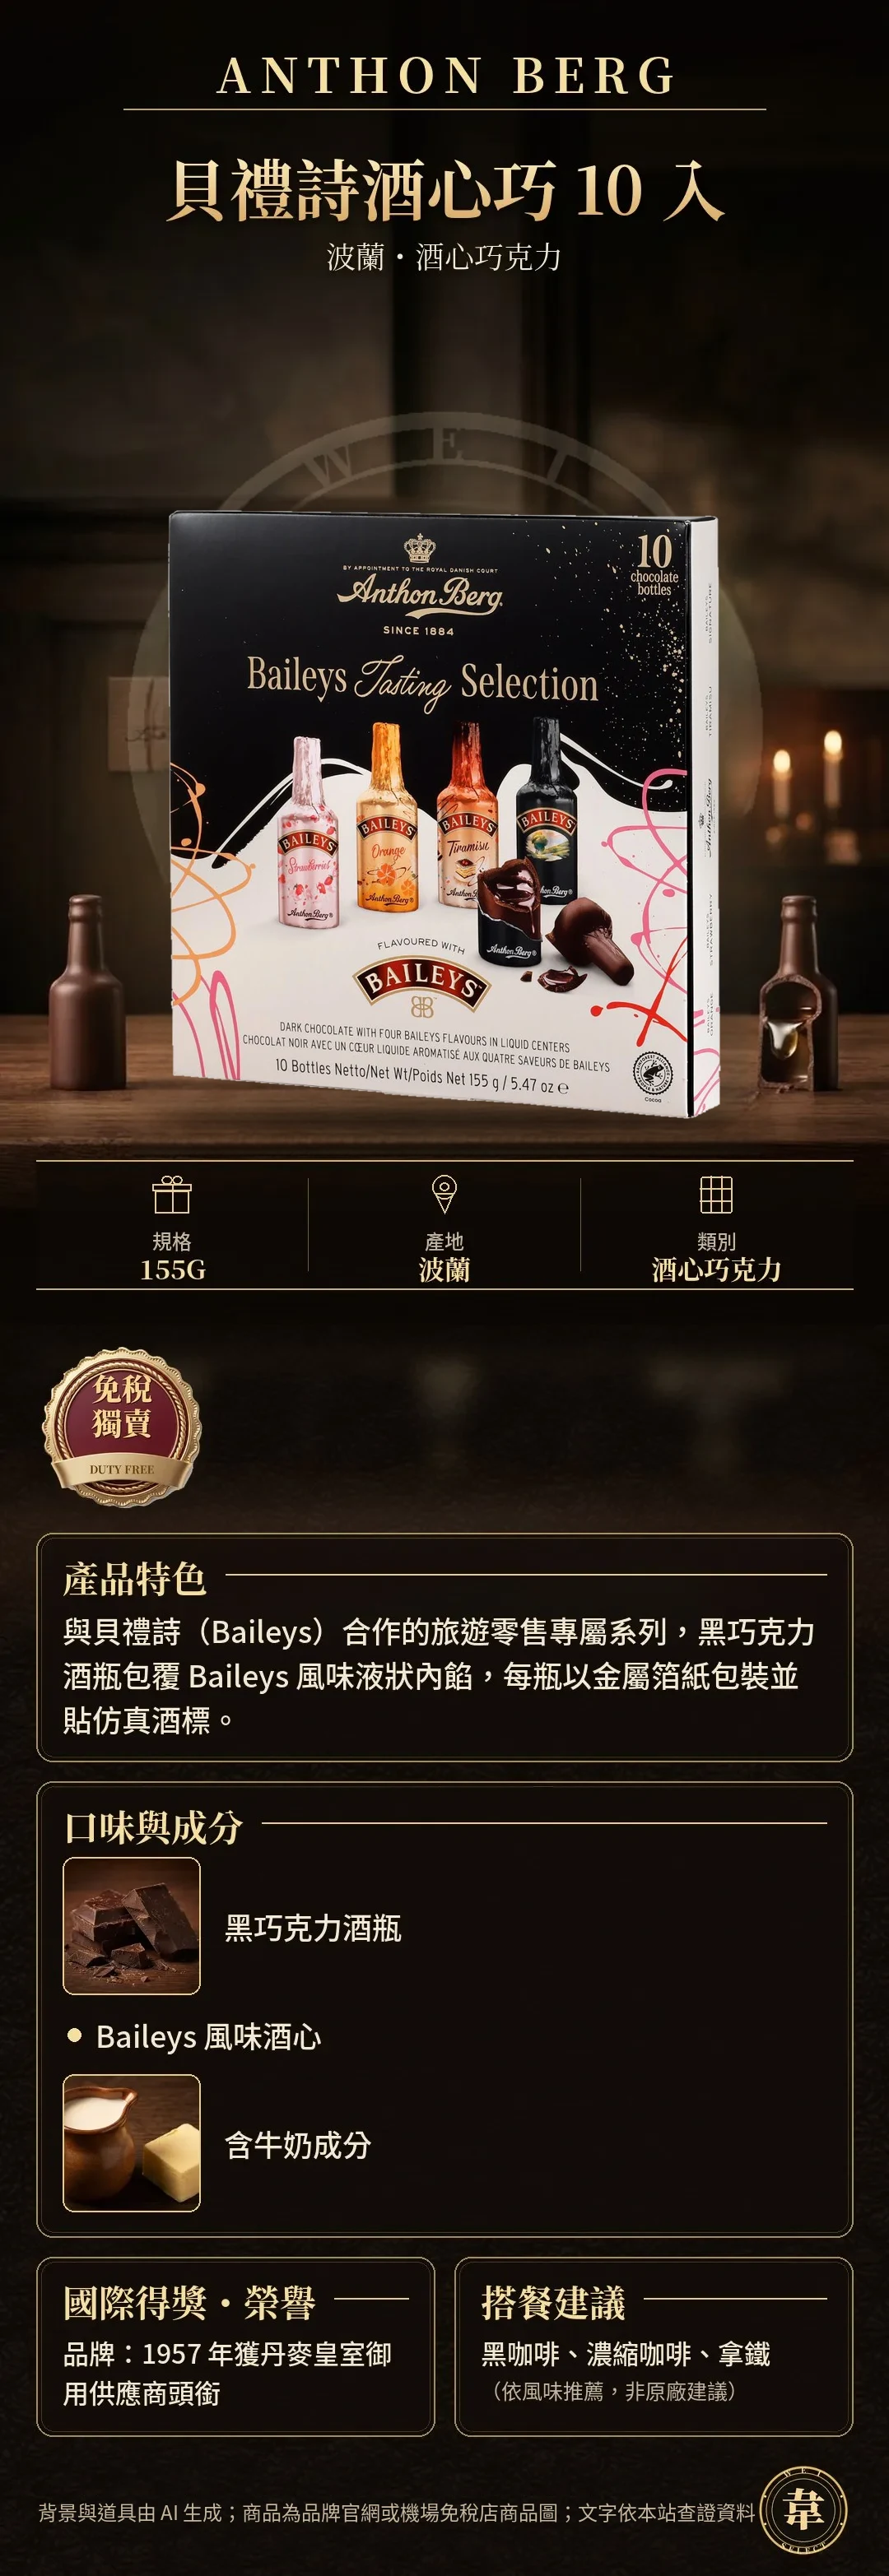 ANTHON BERG
貝禮詩酒心巧 10 入
波蘭・酒心巧克力
W E I
BY APPOINTMENT TO THE ROYAL DANISH COURT
Anthon Berg
SINCE 1884
10
chocolate
bottles
Baileys Tasting Selection
BAILEYS
Strawberries
Anthon Berg
BAILEYS
Orange
Anthon Berg
BAILEYS
Tiramisu
BAILEYS
Anthon Berg
FLAVOURED WITH
BAILEYS
DARK CHOCOLATE WITH FOUR BAILEYS FLAVOURS IN LIQUID CENTERS
CHOCOLAT NOIR AVEC UN CŒUR LIQUIDE AROMATISÉ AUX QUATRE SAVEURS DE BAILEYS
10 Bottles Netto/Net Wt/Poids Net 155 g / 5.47 oz ℮
Cocoa
規格
155G
產地
波蘭
類別
酒心巧克力
免稅
獨賣
DUTY FREE
產品特色
與貝禮詩（Baileys）合作的旅遊零售專屬系列，黑巧克力
酒瓶包覆 Baileys 風味液狀內餡，每瓶以金屬箔紙包裝並
貼仿真酒標。
口味與成分
黑巧克力酒瓶
Baileys 風味酒心
含牛奶成分
國際得獎・榮譽
品牌：1957 年獲丹麥皇室御
用供應商頭銜
搭餐建議
黑咖啡、濃縮咖啡、拿鐵
（依風味推薦，非原廠建議）
背景與道具由 AI 生成；商品為品牌官網或機場免稅店商品圖；文字依本站查證資料
WEI
韋
SELECT